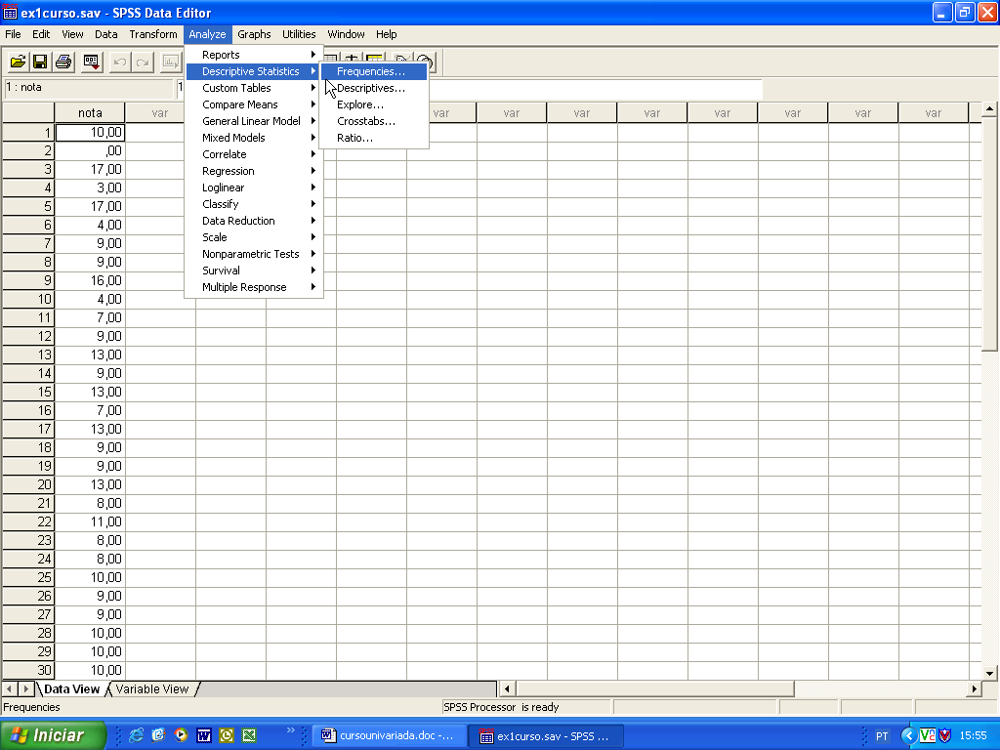 ex1curso.sav - SPSS Data Editor
File Edit View Data Transform Analyze Graphs Utilities Window Help
1 : nota
Reports
Descriptive Statistics
Custom Tables
Compare Means
General Linear Model
Mixed Models
Correlate
Regression
Loglinear
Classify
Data Reduction
Scale
Nonparametric Tests
Survival
Multiple Response
Frequencies...
Descriptives...
Explore...
Crosstabs...
Ratio...
nota var var var var var var var var var
1 10,00
2 ,00
3 17,00
4 3,00
5 17,00
6 4,00
7 9,00
8 9,00
9 16,00
10 4,00
11 7,00
12 9,00
13 13,00
14 9,00
15 13,00
16 7,00
17 13,00
18 9,00
19 9,00
20 13,00
21 8,00
22 11,00
23 8,00
24 8,00
25 10,00
26 9,00
27 9,00
28 10,00
29 10,00
30 10,00
Data View Variable View
Frequencies SPSS Processor is ready
Iniciar cursounivariada.doc -... ex1curso.sav - SPSS ... PT 15:55